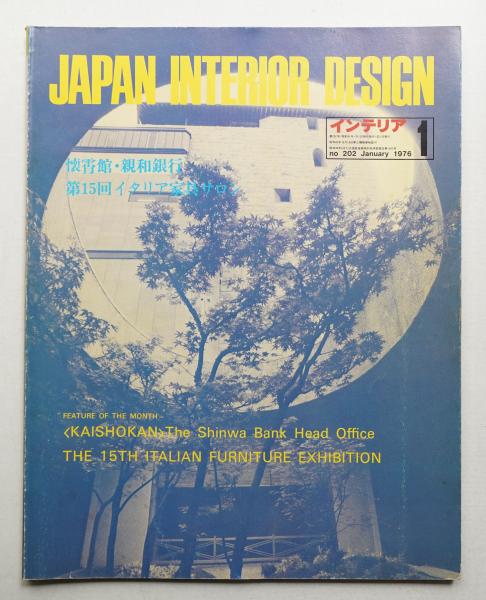 JAPAN INTERIOR DESIGN
インテリア 1
no 202 January 1976
懐霄館・親和銀行
第15回イタリア家具サロン
FEATURE OF THE MONTH—
〈KAISHOKAN〉The Shinwa Bank Head Office
THE 15TH ITALIAN FURNITURE EXHIBITION